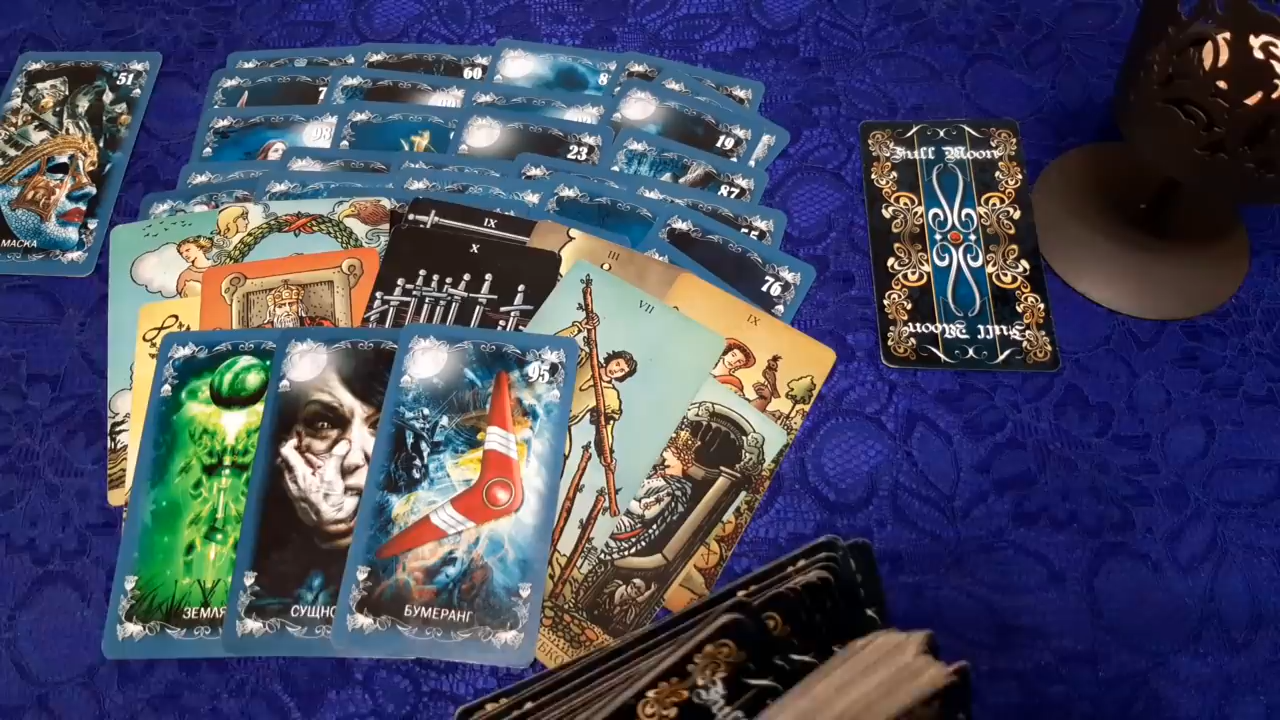 51
60
8
98
19
23
87
76
МАСКА
Full Moon
Full Moon
IX
X
III
VII
IX
95
ЗЕМЛЯ
СУЩНО
БУМЕРАНГ